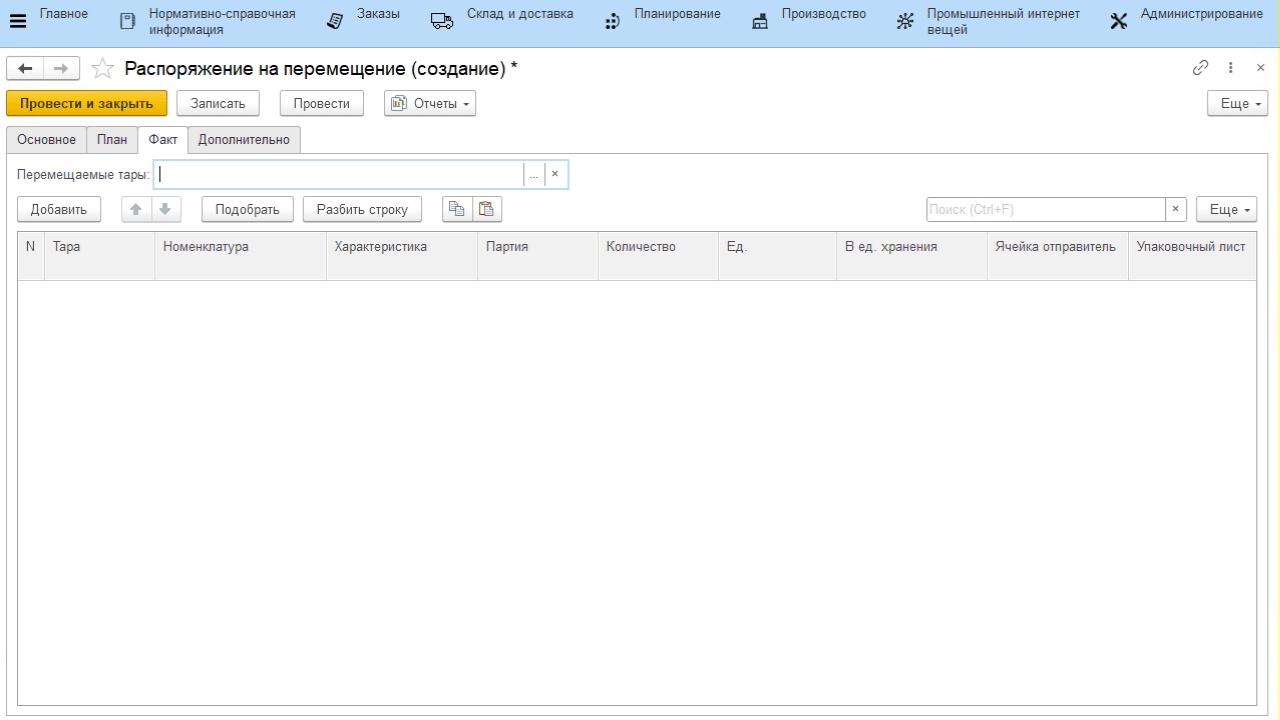 Главное
Нормативно-справочная
информация
Заказы
Склад и доставка
Планирование
Производство
Промышленный интернет
вещей
Администрирование
Распоряжение на перемещение (создание) *
Провести и закрыть
Записать
Провести
Отчеты
Еще
Основное
План
Факт
Дополнительно
Перемещаемые тары:
Добавить
Подобрать
Разбить строку
Поиск (Ctrl+F)
Еще
N
Тара
Номенклатура
Характеристика
Партия
Количество
Ед.
В ед. хранения
Ячейка отправитель
Упаковочный лист